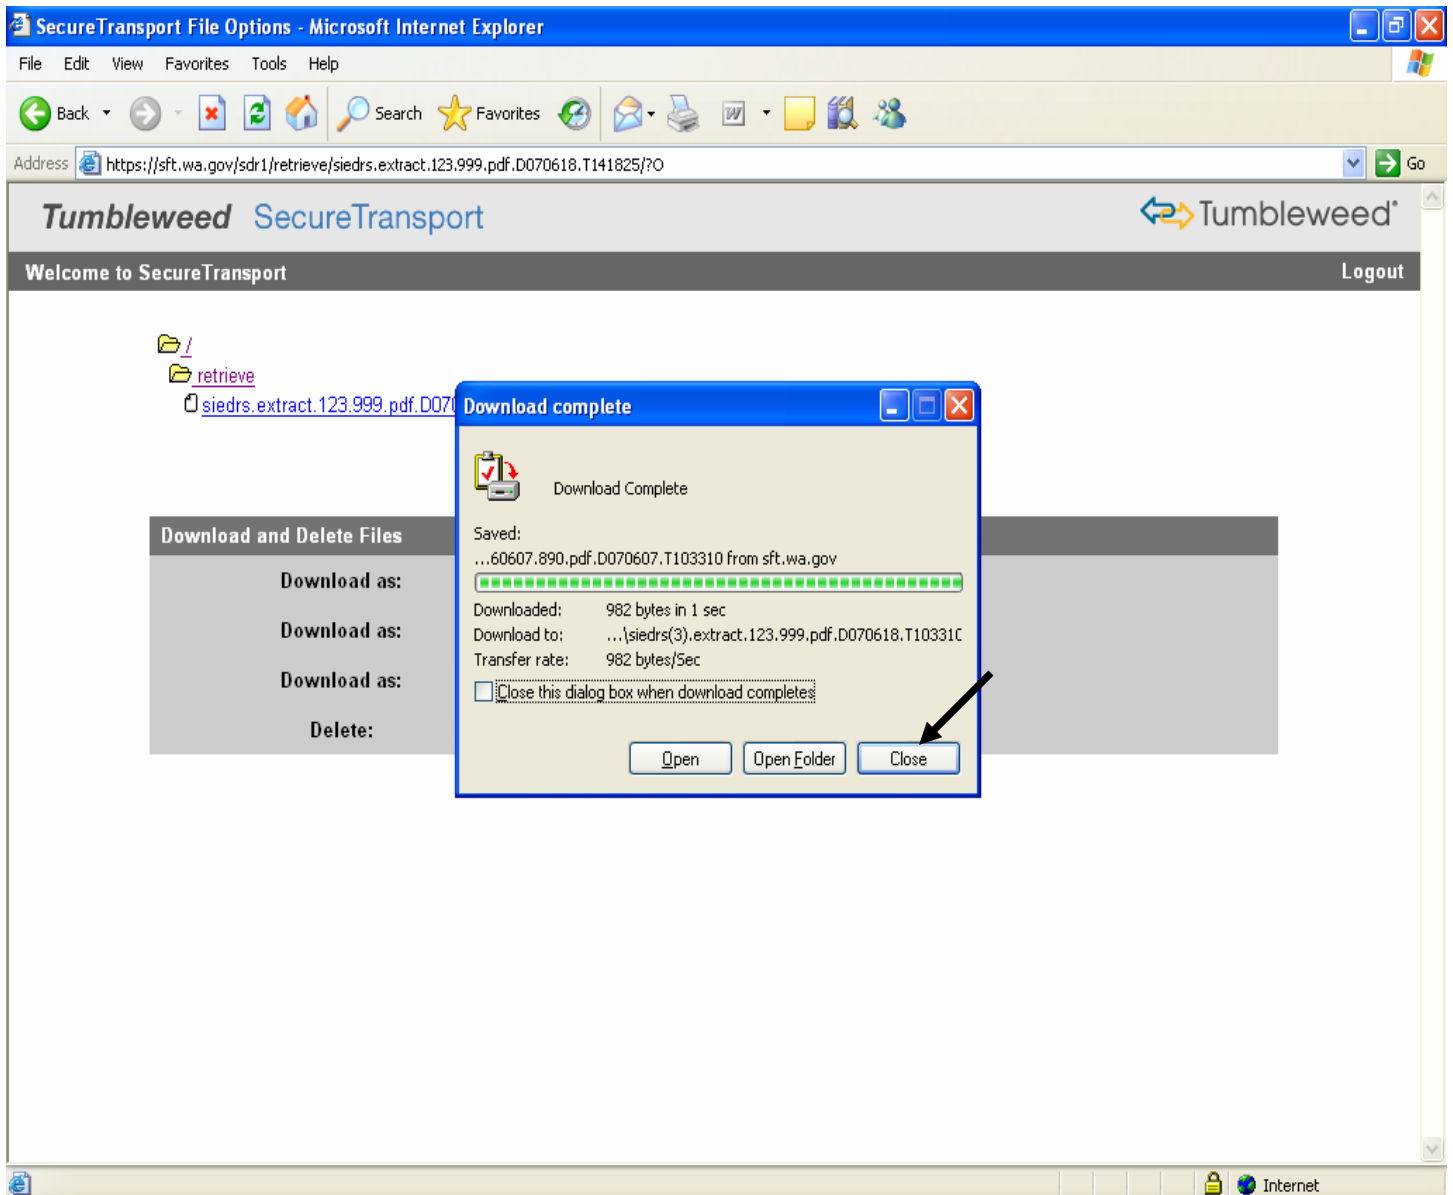 SecureTransport File Options - Microsoft Internet Explorer
File Edit View Favorites Tools Help
Back Search Favorites
Address https://sft.wa.gov/sdr1/retrieve/siedrs.extract.123.999.pdf.D070618.T141825/?O Go
Tumbleweed SecureTransport Tumbleweed
Welcome to SecureTransport Logout
/
retrieve
siedrs.extract.123.999.pdf.D070
Download complete
Download Complete
Saved:
...60607.890.pdf.D070607.T103310 from sft.wa.gov
Downloaded: 982 bytes in 1 sec
Download to: ...\siedrs(3).extract.123.999.pdf.D070618.T103310
Transfer rate: 982 bytes/Sec
Close this dialog box when download completes
Open Open Folder Close
Download and Delete Files
Download as:
Download as:
Download as:
Delete:
Internet